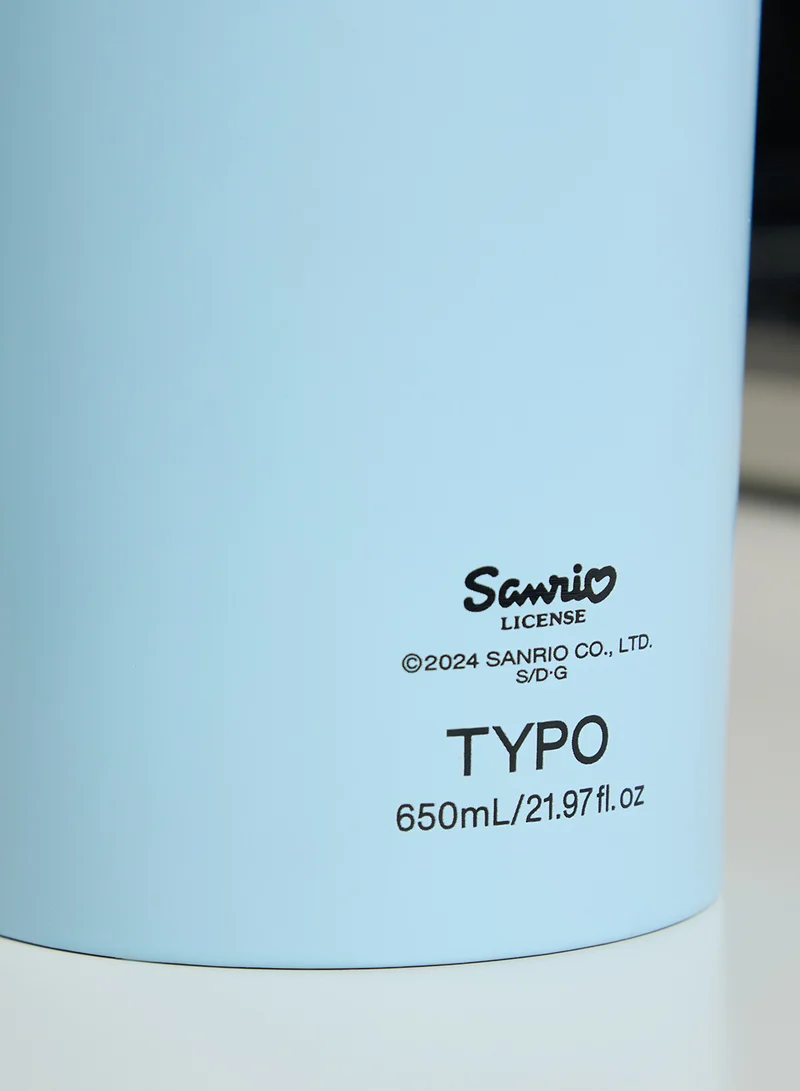 Sanrio
LICENSE
©2024 SANRIO CO., LTD.
S/D·G
TYPO
650mL/21.97fl.oz